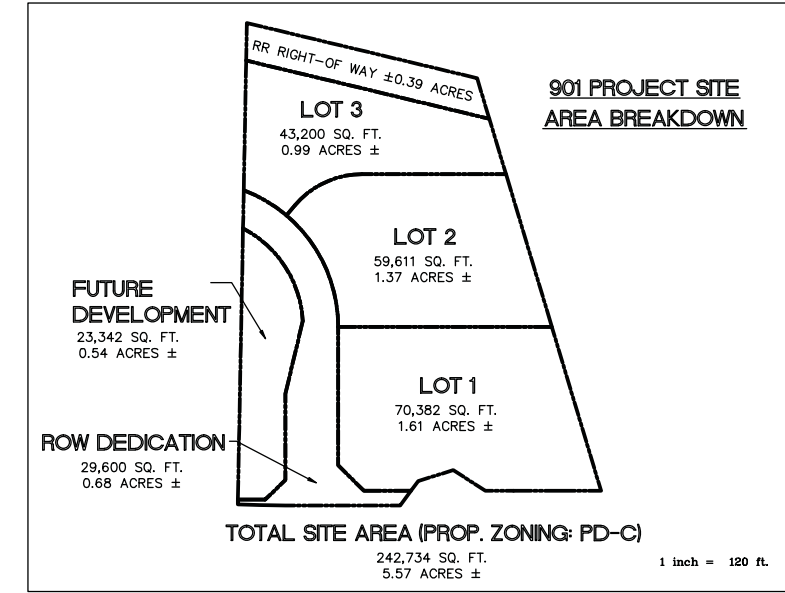 RR RIGHT-OF WAY ±0.39 ACRES
901 PROJECT SITE
AREA BREAKDOWN
LOT 3
43,200 SQ. FT.
0.99 ACRES ±
LOT 2
59,611 SQ. FT.
1.37 ACRES ±
FUTURE
DEVELOPMENT
23,342 SQ. FT.
0.54 ACRES ±
LOT 1
70,382 SQ. FT.
1.61 ACRES ±
ROW DEDICATION
29,600 SQ. FT.
0.68 ACRES ±
TOTAL SITE AREA (PROP. ZONING: PD-C)
242,734 SQ. FT.
5.57 ACRES ±
1 inch = 120 ft.